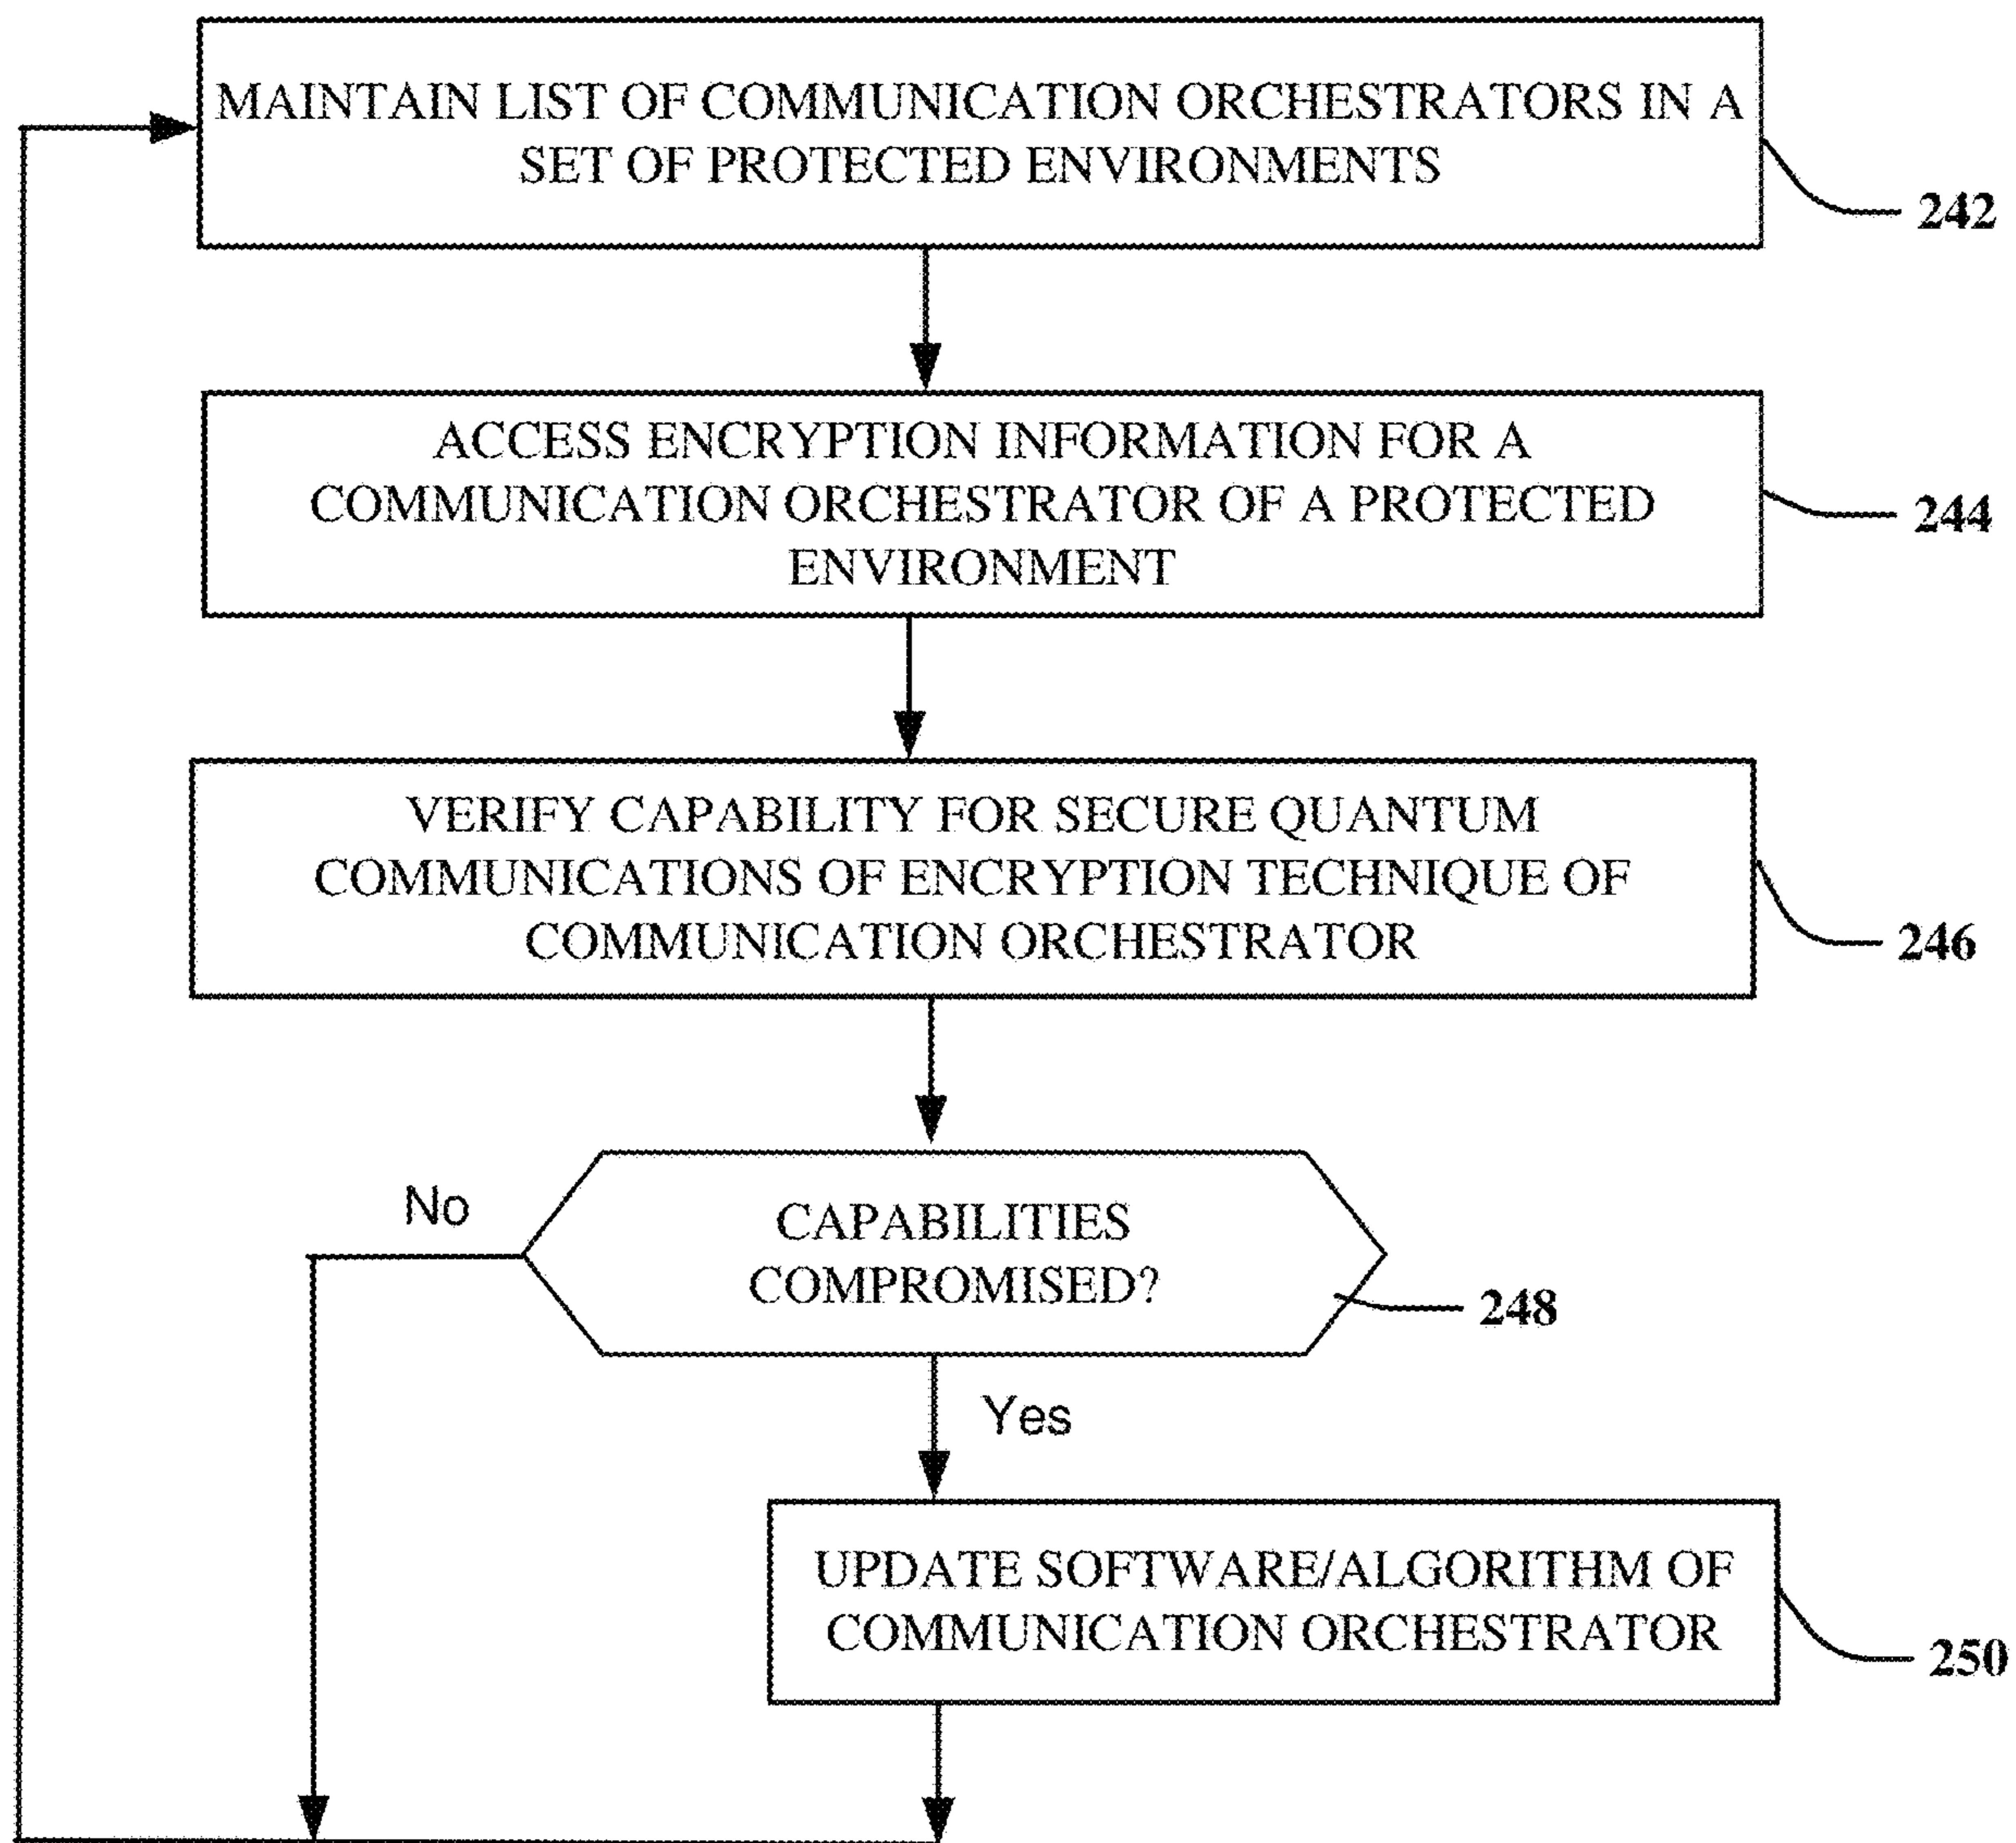 MAINTAIN LIST OF COMMUNICATION ORCHESTRATORS IN A
SET OF PROTECTED ENVIRONMENTS
242
ACCESS ENCRYPTION INFORMATION FOR A
COMMUNICATION ORCHESTRATOR OF A PROTECTED
ENVIRONMENT
244
VERIFY CAPABILITY FOR SECURE QUANTUM
COMMUNICATIONS OF ENCRYPTION TECHNIQUE OF
COMMUNICATION ORCHESTRATOR
246
No
CAPABILITIES
COMPROMISED?
248
Yes
UPDATE SOFTWARE/ALGORITHM OF
COMMUNICATION ORCHESTRATOR
250